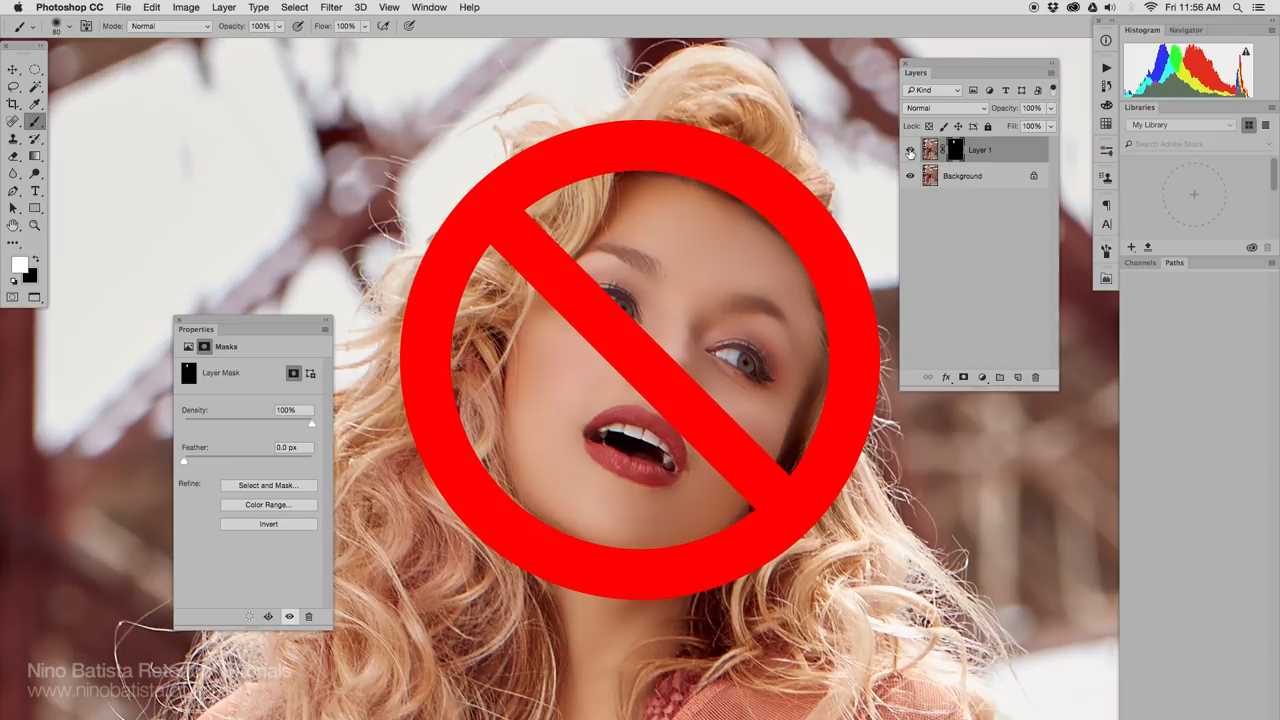 Photoshop CC File Edit Image Layer Type Select Filter 3D View Window Help Fri 11:56 AM
80 Mode: Normal Opacity: 100% Flow: 100%
Histogram Navigator
Layers
Kind
Normal Opacity: 100%
Lock: Fill: 100%
Layer 1
Background
Libraries
My Library
Search Adobe Stock
Channels Paths
Properties
Masks
Layer Mask
Density: 100%
Feather: 0.0 px
Refine: Select and Mask...
Color Range...
Invert
Nino Batista
www.ninobatista